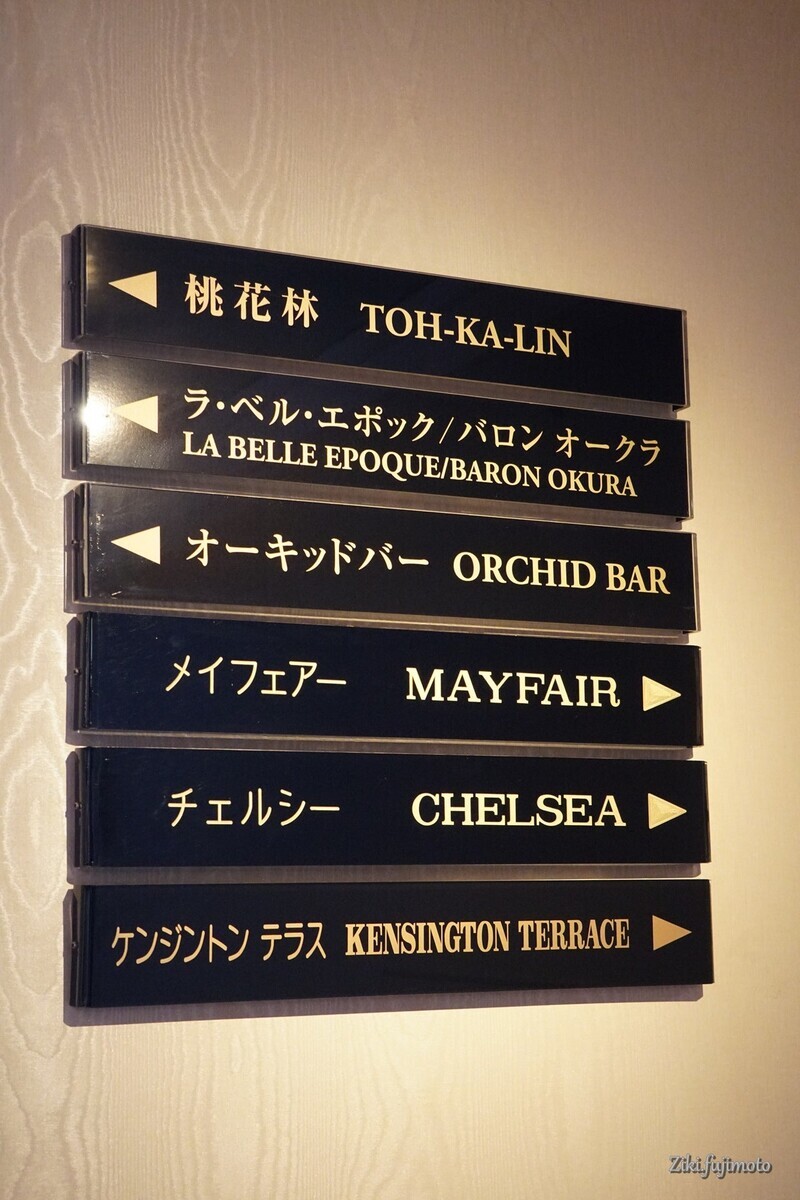 桃花林 TOH-KA-LIN
ラ・ベル・エポック/バロン オークラ
LA BELLE EPOQUE/BARON OKURA
オーキッドバー ORCHID BAR
メイフェアー MAYFAIR
チェルシー CHELSEA
ケンジントン テラス KENSINGTON TERRACE
Ziki.fujimoto